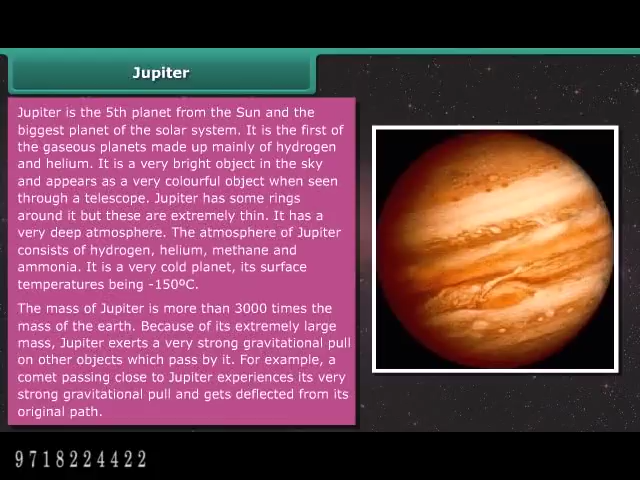 Jupiter
Jupiter is the 5th planet from the Sun and the
biggest planet of the solar system. It is the first of
the gaseous planets made up mainly of hydrogen
and helium. It is a very bright object in the sky
and appears as a very colourful object when seen
through a telescope. Jupiter has some rings
around it but these are extremely thin. It has a
very deep atmosphere. The atmosphere of Jupiter
consists of hydrogen, helium, methane and
ammonia. It is a very cold planet, its surface
temperatures being -150ºC.
The mass of Jupiter is more than 3000 times the
mass of the earth. Because of its extremely large
mass, Jupiter exerts a very strong gravitational pull
on other objects which pass by it. For example, a
comet passing close to Jupiter experiences its very
strong gravitational pull and gets deflected from its
original path.
9718224422